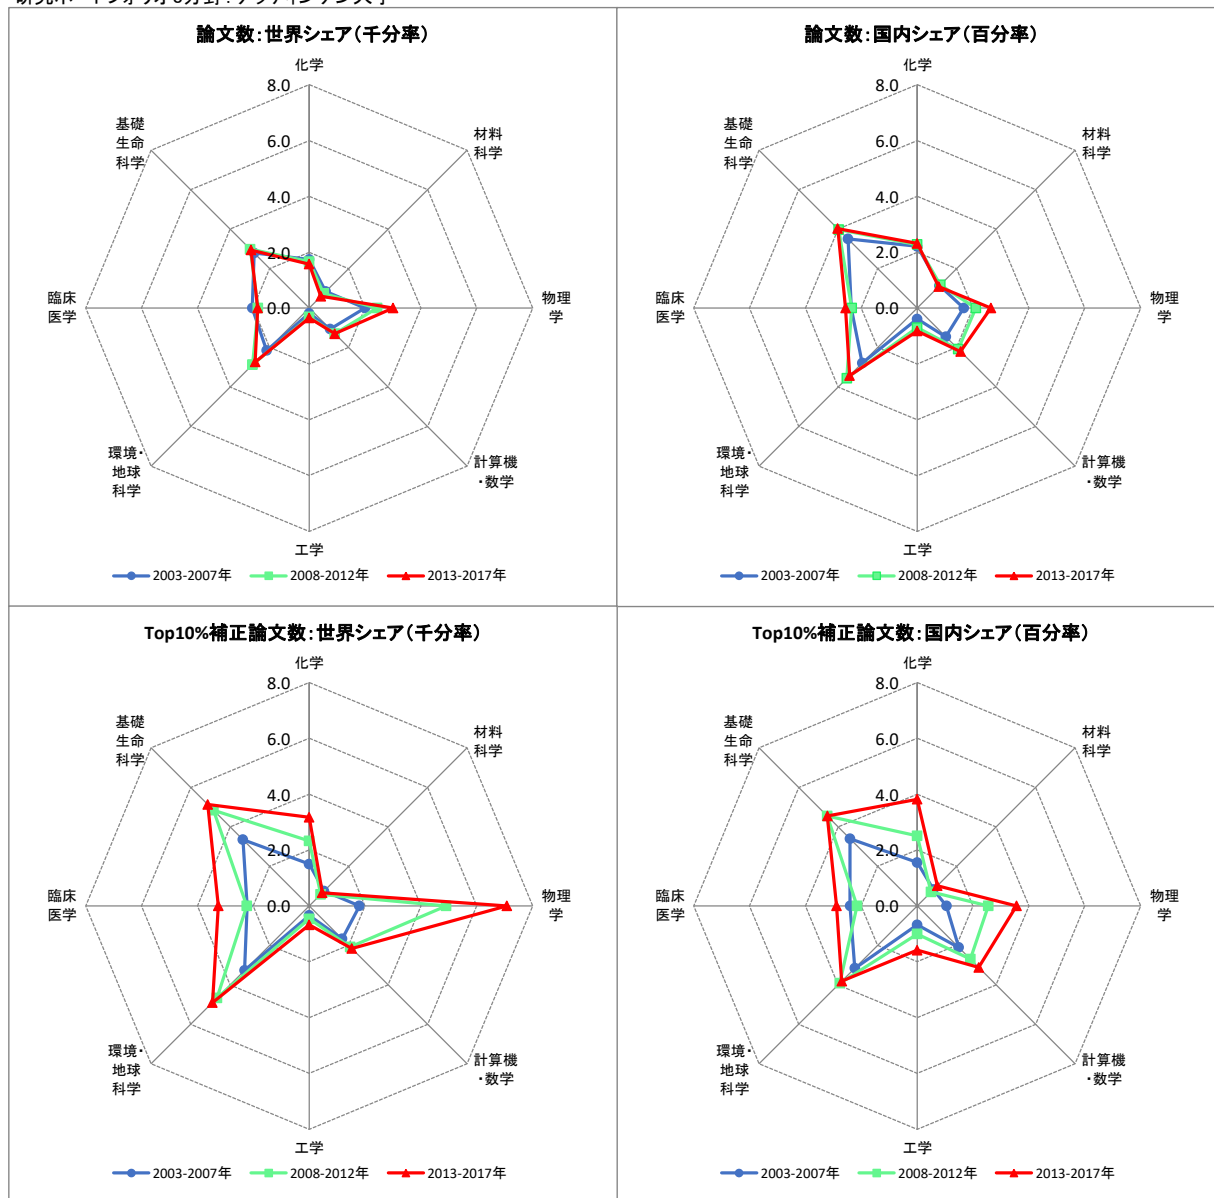 論文数:世界シェア(千分率)
化学
8.0
6.0
4.0
2.0
0.0
材料
科学
物理
学
計算機
・数学
工学
環境・
地球
科学
臨床
医学
基礎
生命
科学
2003-2007年 2008-2012年 2013-2017年
論文数:国内シェア(百分率)
化学
8.0
6.0
4.0
2.0
0.0
材料
科学
物理
学
計算機
・数学
工学
環境・
地球
科学
臨床
医学
基礎
生命
科学
2003-2007年 2008-2012年 2013-2017年
Top10%補正論文数:世界シェア(千分率)
化学
8.0
6.0
4.0
2.0
0.0
材料
科学
物理
学
計算機
・数学
工学
環境・
地球
科学
臨床
医学
基礎
生命
科学
2003-2007年 2008-2012年 2013-2017年
Top10%補正論文数:国内シェア(百分率)
化学
8.0
6.0
4.0
2.0
0.0
材料
科学
物理
学
計算機
・数学
工学
環境・
地球
科学
臨床
医学
基礎
生命
科学
2003-2007年 2008-2012年 2013-2017年